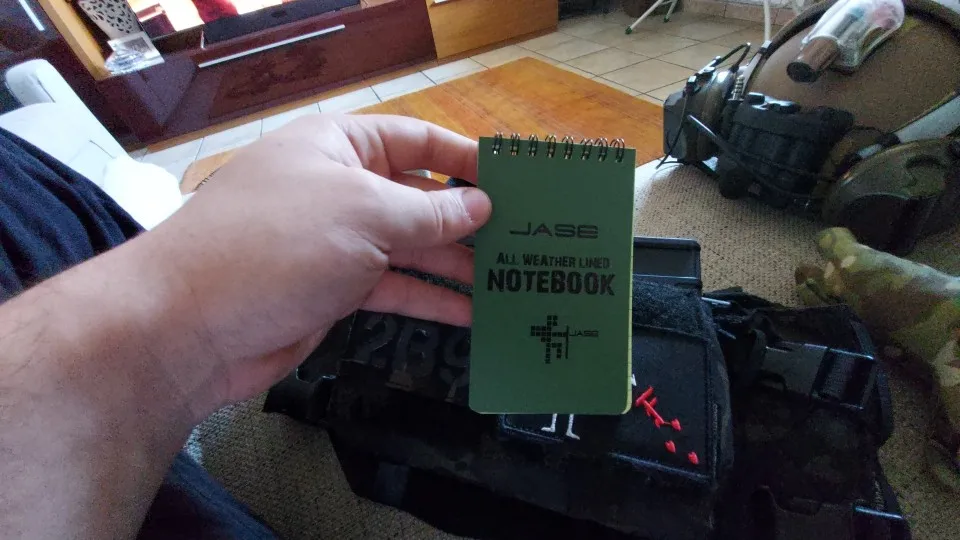 JASE
ALL WEATHER LINED
NOTEBOOK
JASE